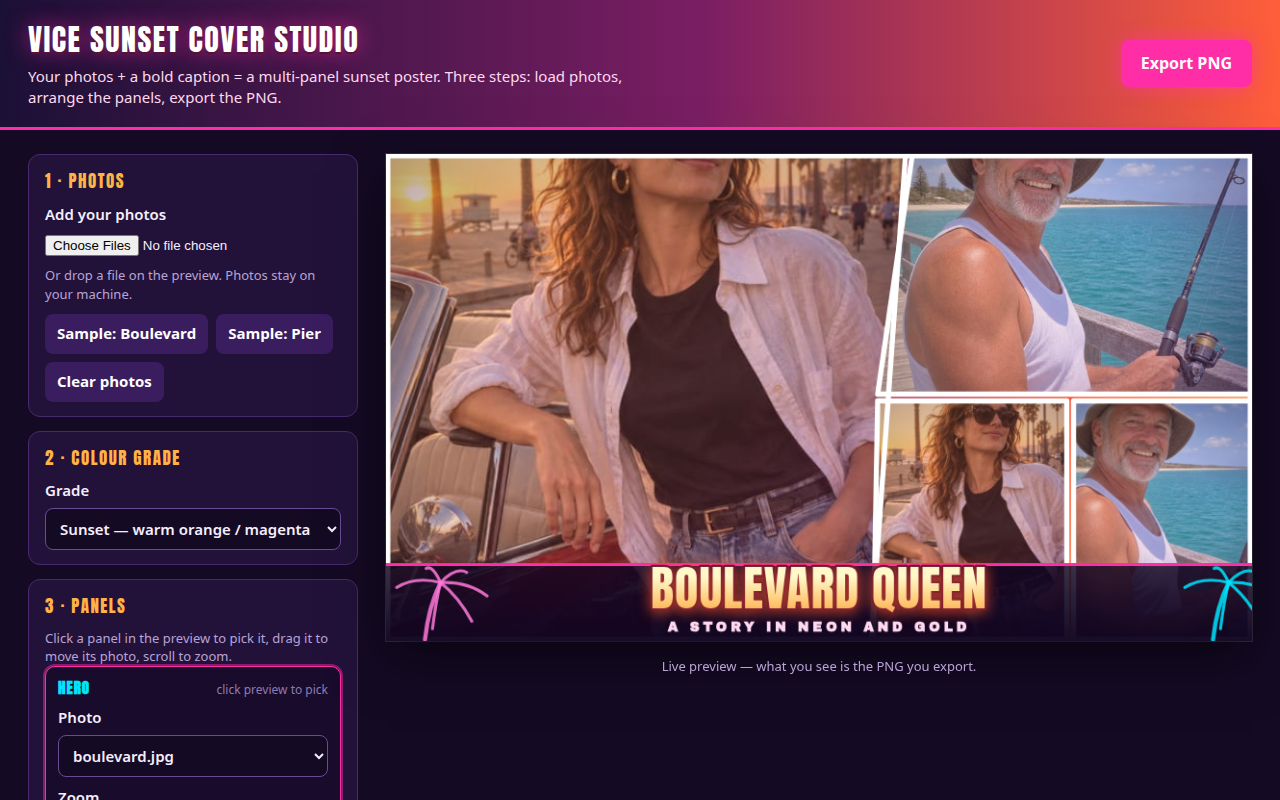 VICE SUNSET COVER STUDIO
Your photos + a bold caption = a multi-panel sunset poster. Three steps: load photos,
arrange the panels, export the PNG.
Export PNG
1 · PHOTOS
Add your photos
Choose Files No file chosen
Or drop a file on the preview. Photos stay on
your machine.
Sample: Boulevard
Sample: Pier
Clear photos
2 · COLOUR GRADE
Grade
Sunset — warm orange / magenta
3 · PANELS
Click a panel in the preview to pick it, drag it to
move its photo, scroll to zoom.
HERO
click preview to pick
Photo
boulevard.jpg
Zoom
BOULEVARD QUEEN
A STORY IN NEON AND GOLD
Live preview — what you see is the PNG you export.